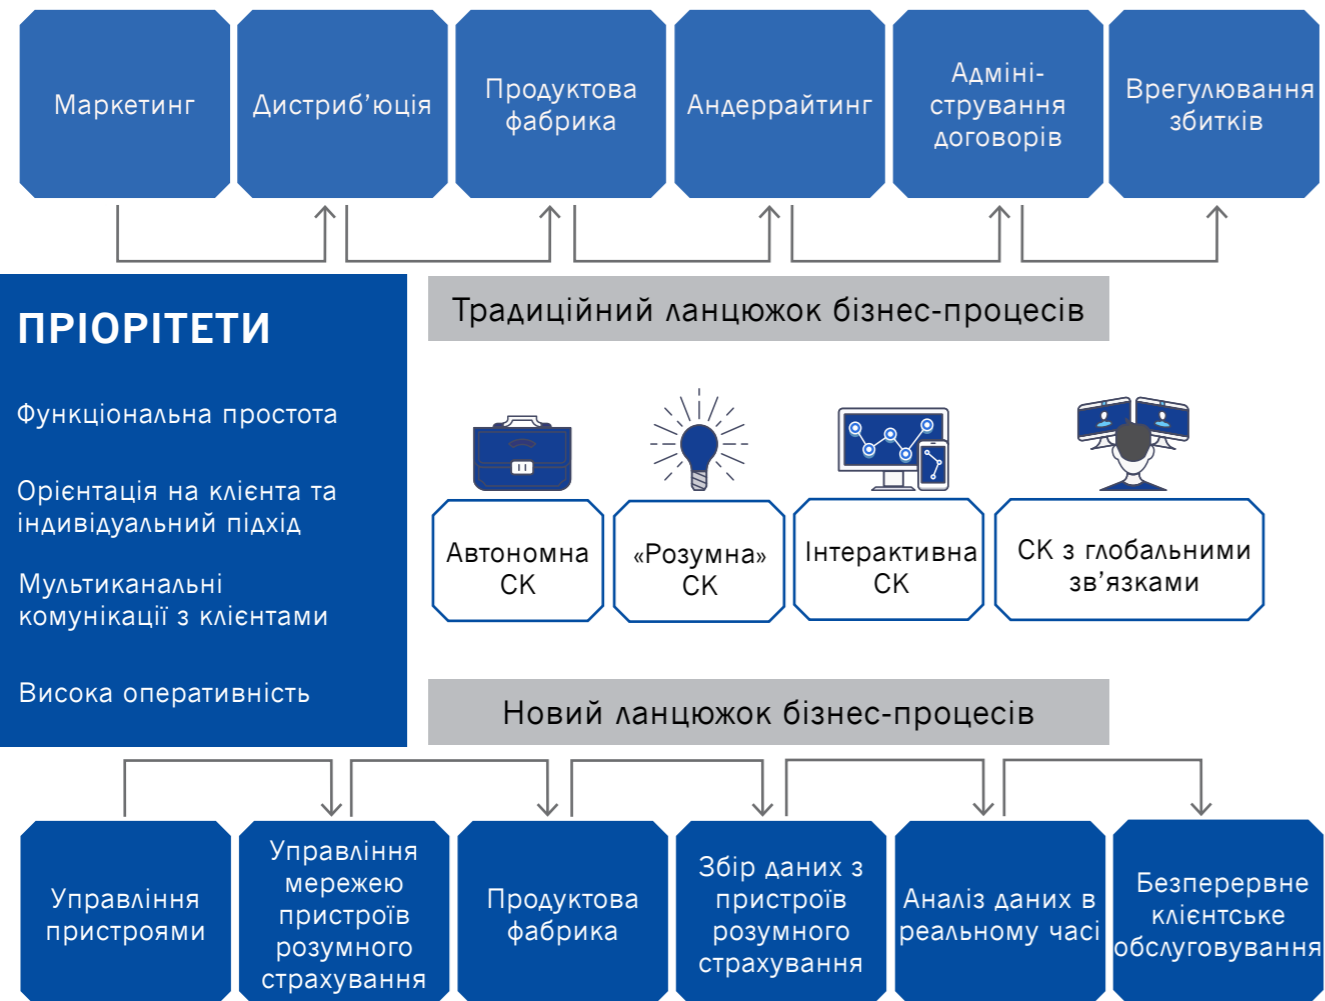 Маркетинг
Дистриб’юція
Продуктова
фабрика
Андеррайтинг
Адміні-
стрування
договорів
Врегулювання
збитків
ПРІОРІТЕТИ
Функціональна простота
Орієнтація на клієнта та
індивідуальний підхід
Мультиканальні
комунікації з клієнтами
Висока оперативність
Традиційний ланцюжок бізнес-процесів
Автономна
СК
«Розумна»
СК
Інтерактивна
СК
СК з глобальними
зв’язками
Новий ланцюжок бізнес-процесів
Управління
пристроями
Управління
мережею
пристроїв
розумного
страхування
Продуктова
фабрика
Збір даних з
пристроїв
розумного
страхування
Аналіз даних в
реальному часі
Безперервне
клієнтське
обслуговування